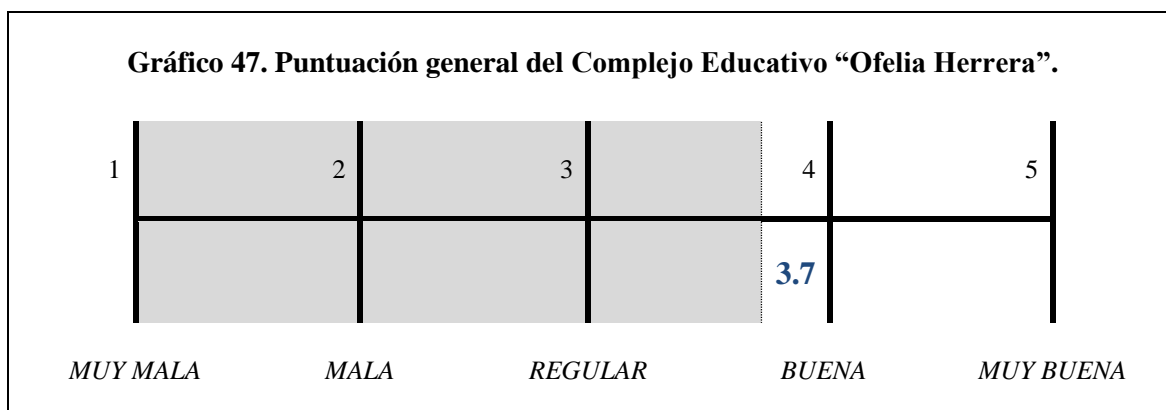 Gráfico 47. Puntuación general del Complejo Educativo “Ofelia Herrera”.
1 2 3 4 5
3.7
MUY MALA MALA REGULAR BUENA MUY BUENA